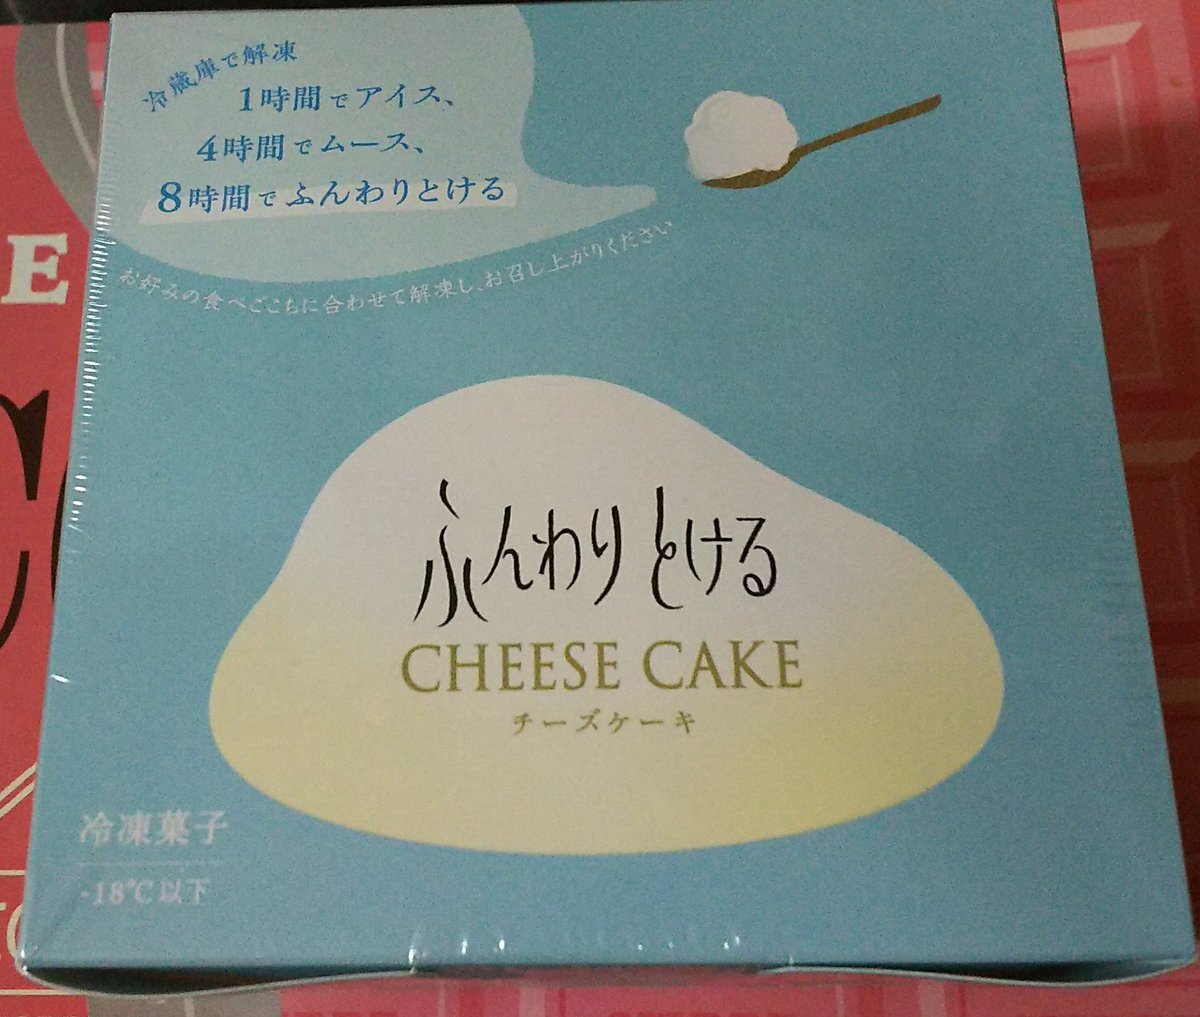 冷蔵庫で解凍
1時間でアイス、
4時間でムース、
8時間でふんわりとける
お好みの食べごこちに合わせて解凍し、お召し上がりください
E
ふんわりとける
CHEESE CAKE
チーズケーキ
冷凍菓子
-18℃以下